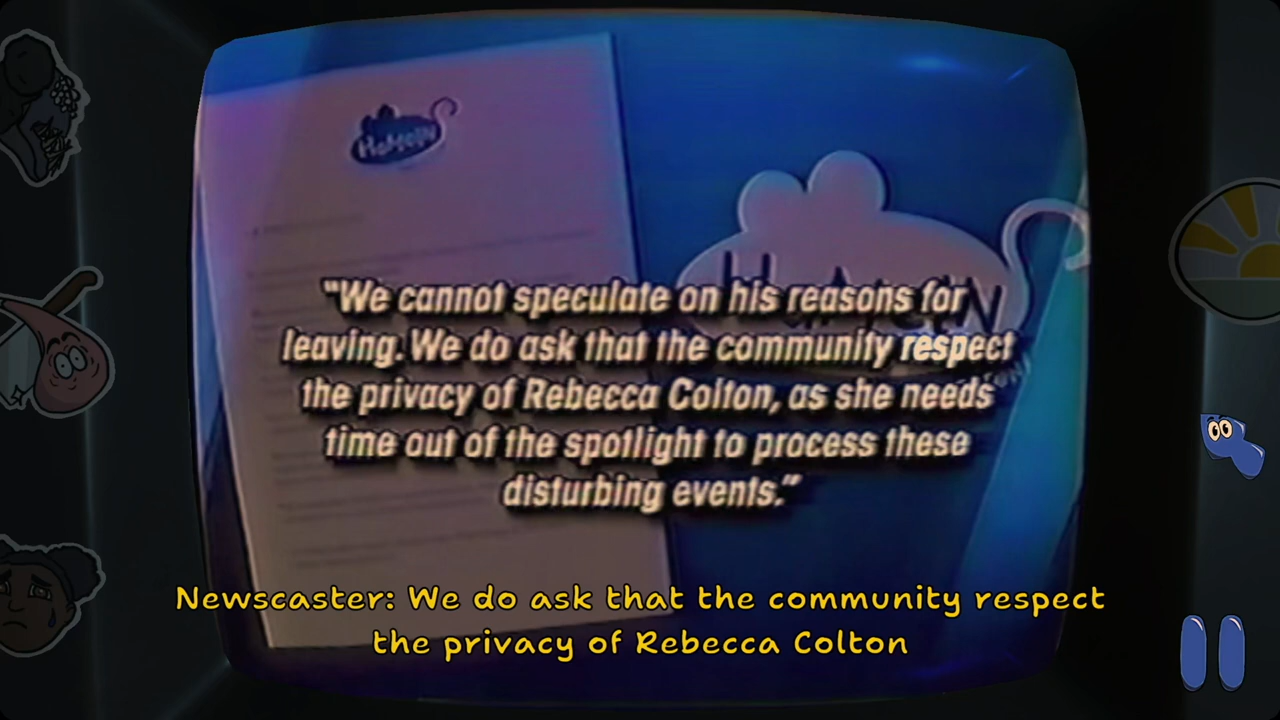 Hamelin
"We cannot speculate on his reasons for
leaving. We do ask that the community respect
the privacy of Rebecca Colton, as she needs
time out of the spotlight to process these
disturbing events."
Newscaster: We do ask that the community respect
the privacy of Rebecca Colton